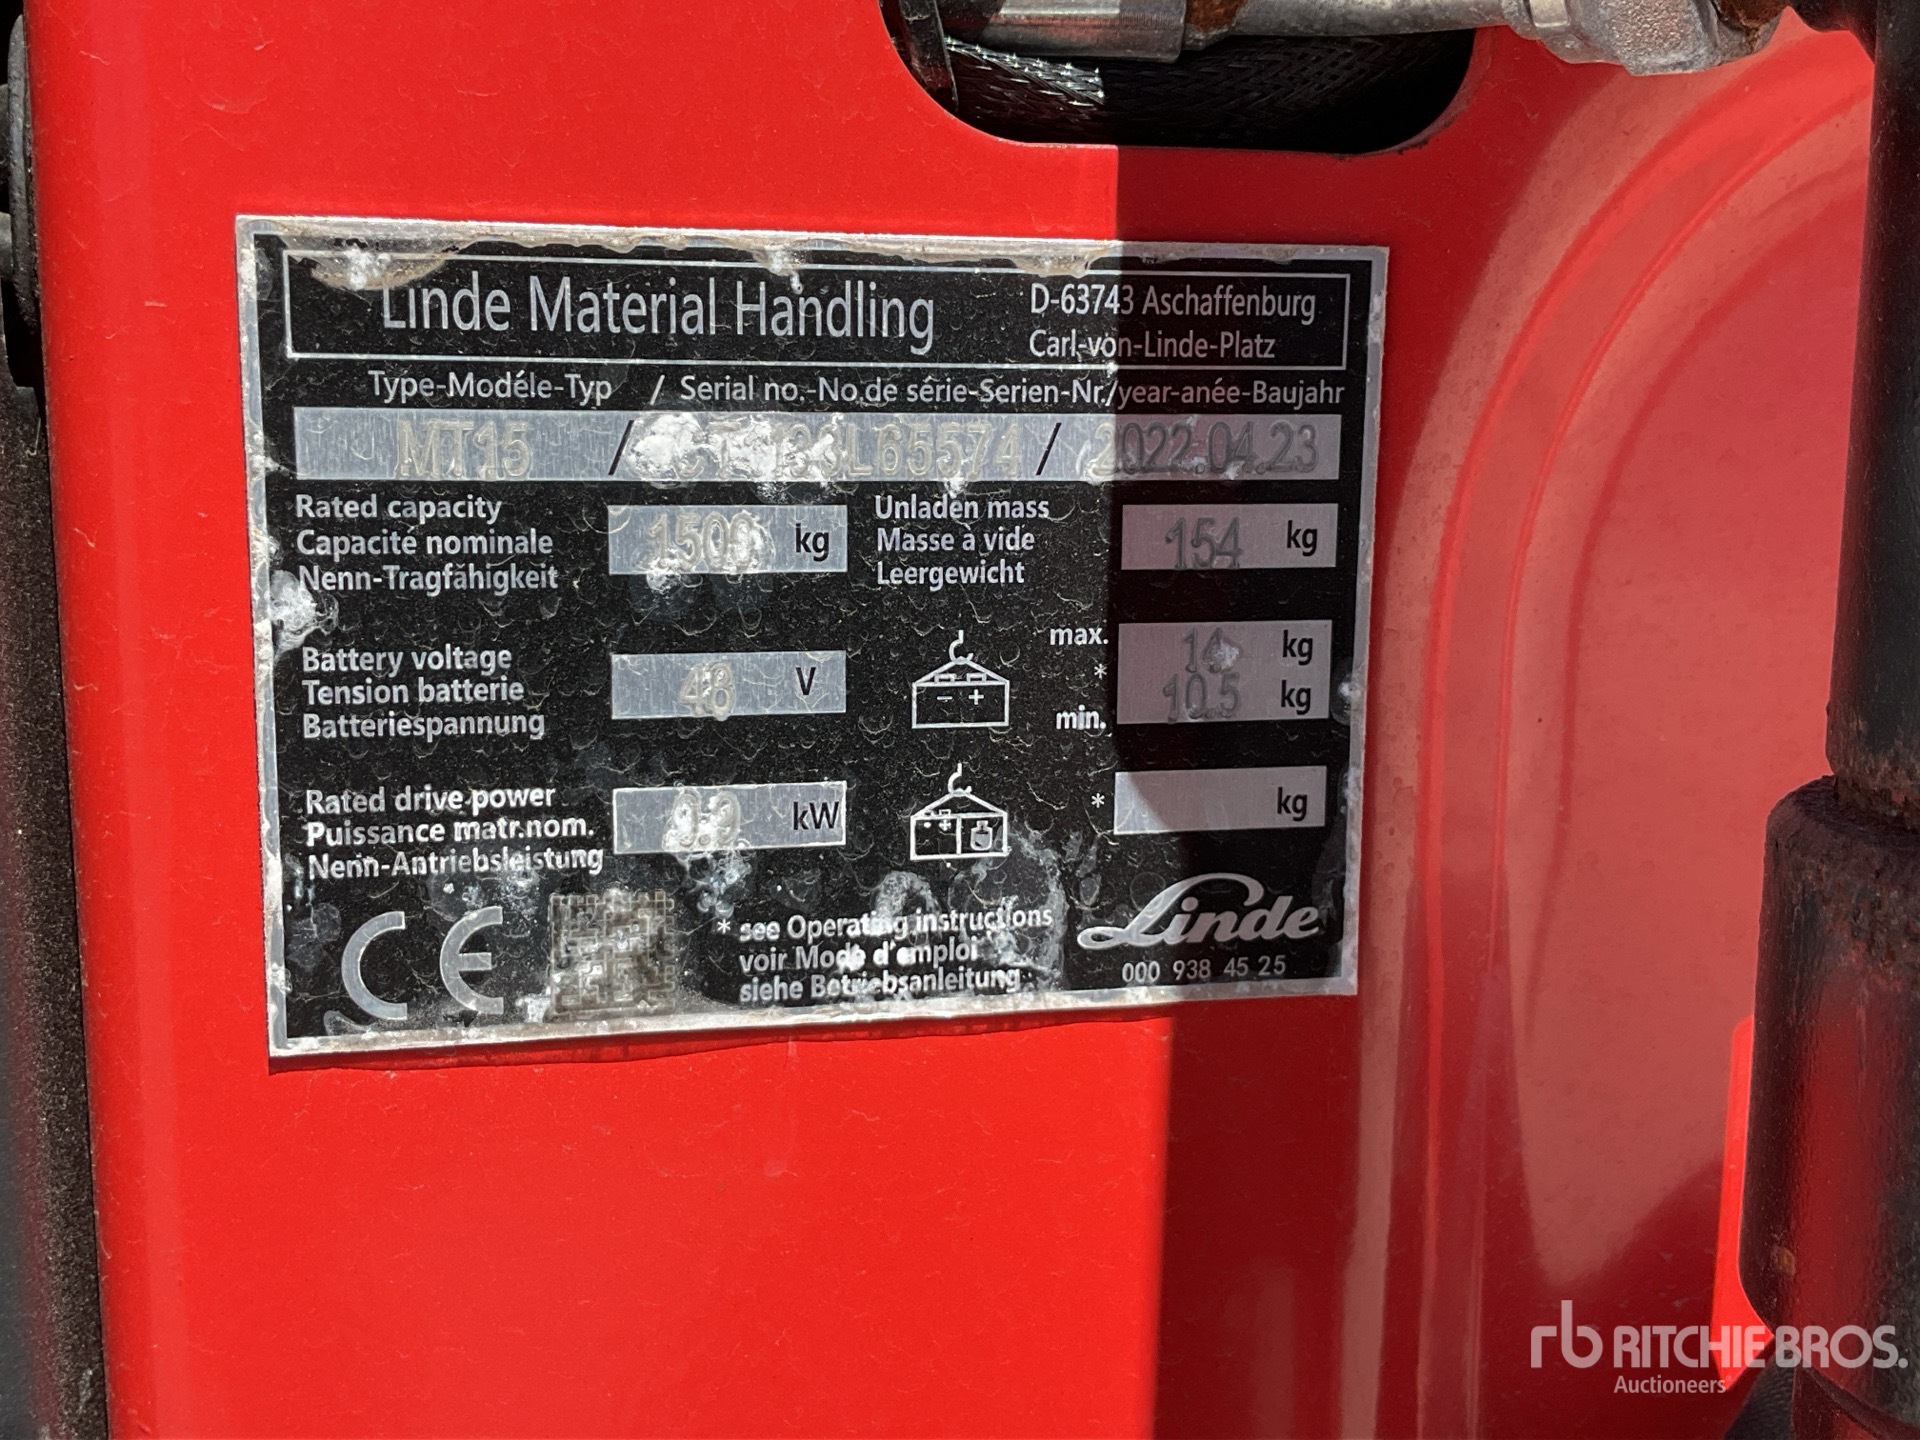 Linde Material Handling
D-63743 Aschaffenburg
Carl-von-Linde-Platz
Type-Modéle-Typ / Serial no.-No.de série-Serien-Nr./year-anée-Baujahr
MT15 / / 2022.04.23
Rated capacity
Capacité nominale
Nenn-Tragfähigkeit
1500 kg
Unladen mass
Masse à vide
Leergewicht
154 kg
Battery voltage
Tension batterie
Batteriespannung
48 V
max. 14 kg
* 10.5 kg
min.
- +
Rated drive power
Puissance matr.nom.
Nenn-Antriebsleistung
kW
* kg
- +
CE
* see Operating instructions
voir Mode d'emploi
siehe Betriebsanleitung
Linde
000 938 45 25
rb RITCHIE BROS.
Auctioneers